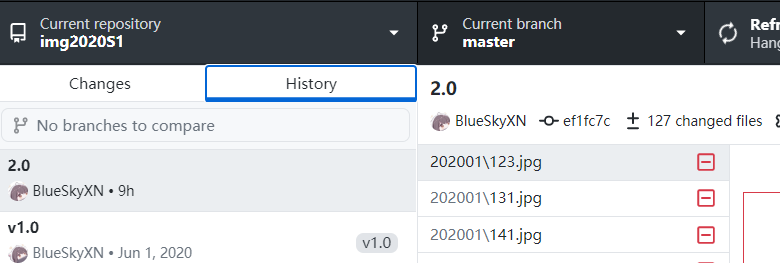 Current repository
img2020S1
Current branch
master
Changes
History
No branches to compare
2.0
BlueSkyXN • 9h
v1.0
BlueSkyXN • Jun 1, 2020
v1.0
2.0
BlueSkyXN ef1fc7c 127 changed files
202001\123.jpg
202001\131.jpg
202001\141.jpg